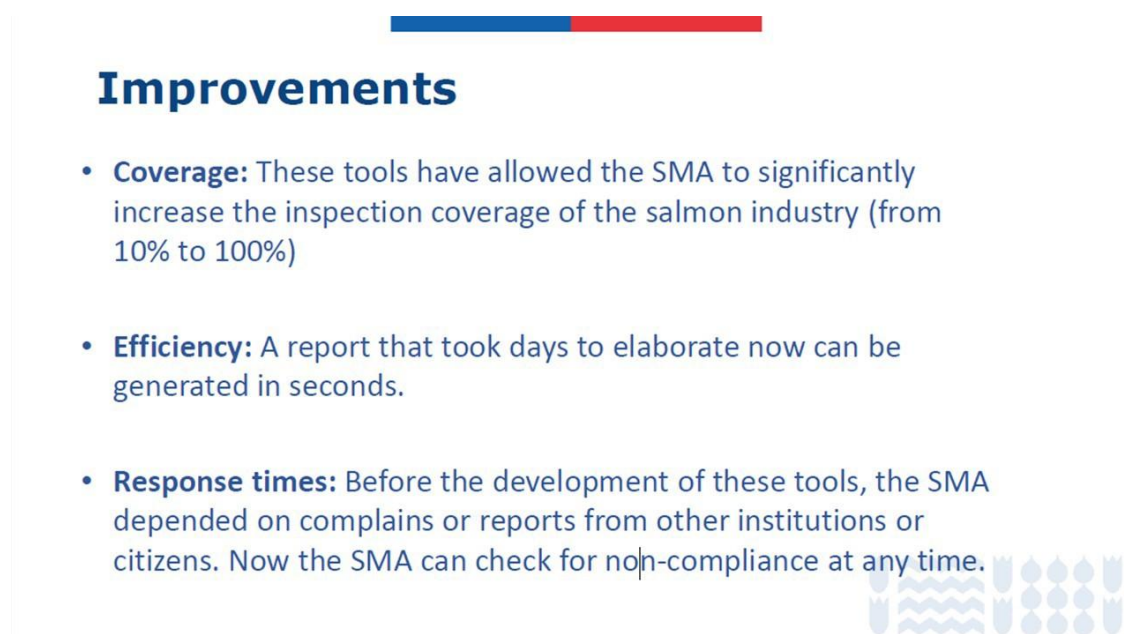 Improvements
• Coverage: These tools have allowed the SMA to significantly
increase the inspection coverage of the salmon industry (from
10% to 100%)
• Efficiency: A report that took days to elaborate now can be
generated in seconds.
• Response times: Before the development of these tools, the SMA
depended on complains or reports from other institutions or
citizens. Now the SMA can check for non-compliance at any time.